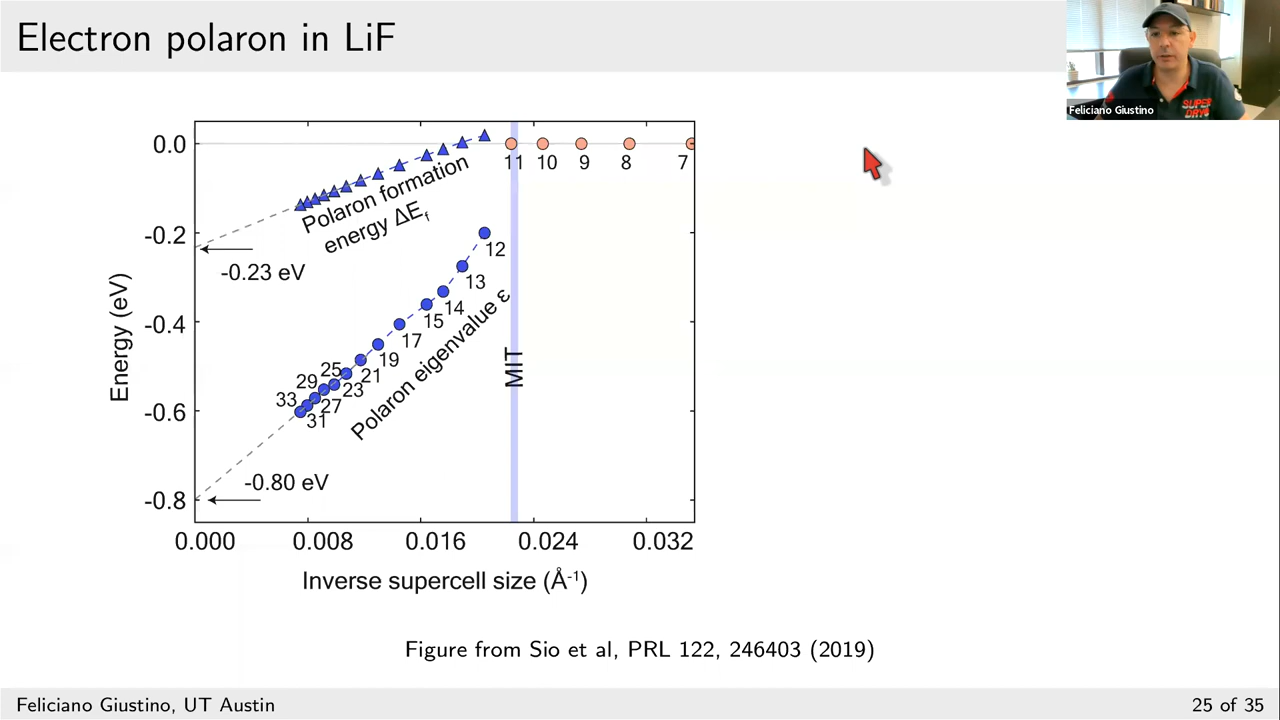 Electron polaron in LiF
Feliciano Giustino
SUPER
DRY
0.0
-0.2
-0.4
-0.6
-0.8
Energy (eV)
Polaron formation
energy ΔEf
-0.23 eV
-0.80 eV
Polaron eigenvalue ε
MIT
11 10 9 8 7
12
13
14
15
17
19
21
23
25
27
29
31
33
0.000 0.008 0.016 0.024 0.032
Inverse supercell size (Å-1)
Figure from Sio et al, PRL 122, 246403 (2019)
Feliciano Giustino, UT Austin
25 of 35